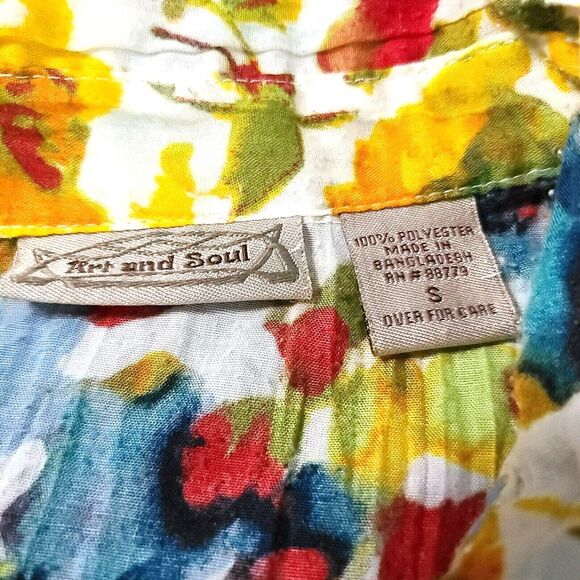 Art and Soul
100% POLYESTER
MADE IN
BANGLADESH
RN # 98779
S
OVER FOR CARE